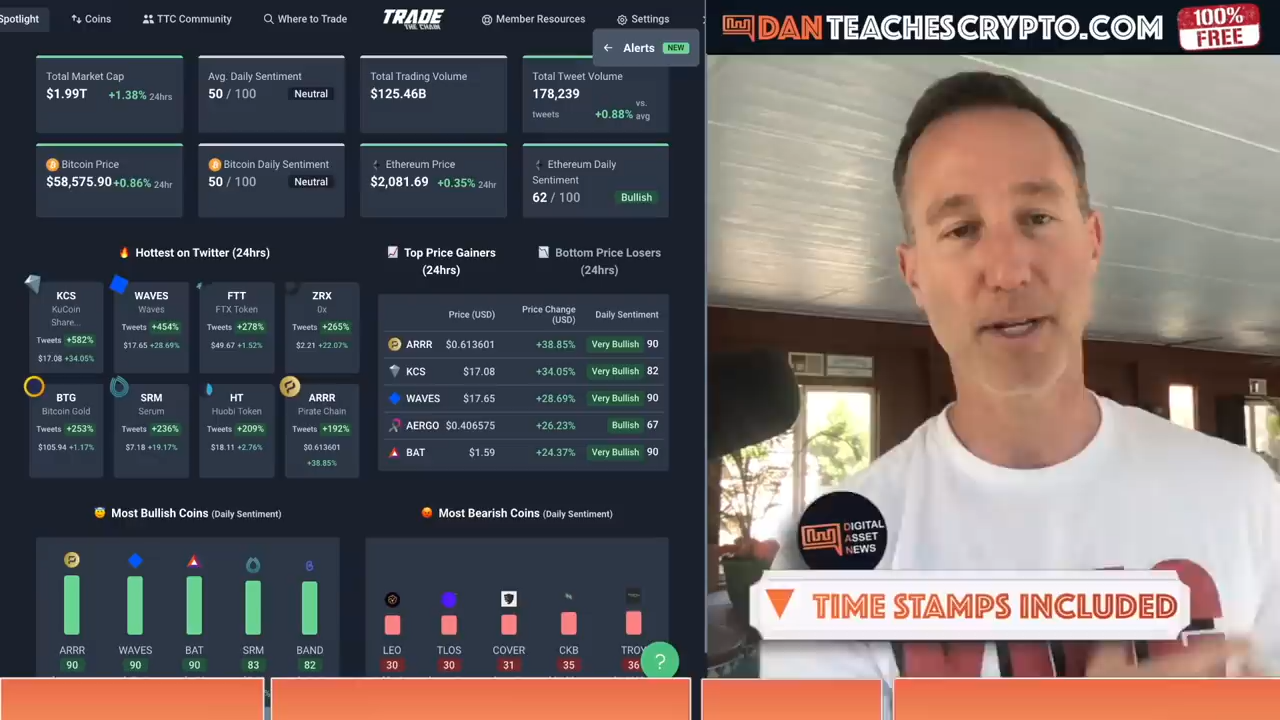 Spotlight
Coins
TTC Community
Where to Trade
TRADE
THE CHAIN
Member Resources
Settings
Alerts NEW
Total Market Cap
$1.99T +1.38% 24hrs
Avg. Daily Sentiment
50 / 100 Neutral
Total Trading Volume
$125.46B
Total Tweet Volume
178,239
tweets +0.88% vs. avg
Bitcoin Price
$58,575.90 +0.86% 24hr
Bitcoin Daily Sentiment
50 / 100 Neutral
Ethereum Price
$2,081.69 +0.35% 24hr
Ethereum Daily
Sentiment
62 / 100 Bullish
Hottest on Twitter (24hrs)
KCS
KuCoin
Share...
Tweets +582%
$17.08 +34.05%
WAVES
Waves
Tweets +454%
$17.65 +28.69%
FTT
FTX Token
Tweets +278%
$49.67 +1.52%
ZRX
0x
Tweets +265%
$2.21 +22.07%
BTG
Bitcoin Gold
Tweets +253%
$105.94 +1.17%
SRM
Serum
Tweets +236%
$7.18 +19.17%
HT
Huobi Token
Tweets +209%
$18.11 +2.76%
ARRR
Pirate Chain
Tweets +192%
$0.613601
+38.85%
Top Price Gainers
(24hrs)
Bottom Price Losers
(24hrs)
Price (USD) Price Change (USD) Daily Sentiment
ARRR $0.613601 +38.85% Very Bullish 90
KCS $17.08 +34.05% Very Bullish 82
WAVES $17.65 +28.69% Very Bullish 90
AERGO $0.406575 +26.23% Bullish 67
BAT $1.59 +24.37% Very Bullish 90
Most Bullish Coins (Daily Sentiment)
ARRR WAVES BAT SRM BAND
90 90 90 83 82
Most Bearish Coins (Daily Sentiment)
LEO TLOS COVER CKB TROY
30 30 31 35 36
?
DANTEACHESCRYPTO.COM
100%
FREE
DIGITAL
ASSET
NEWS
TIME STAMPS INCLUDED